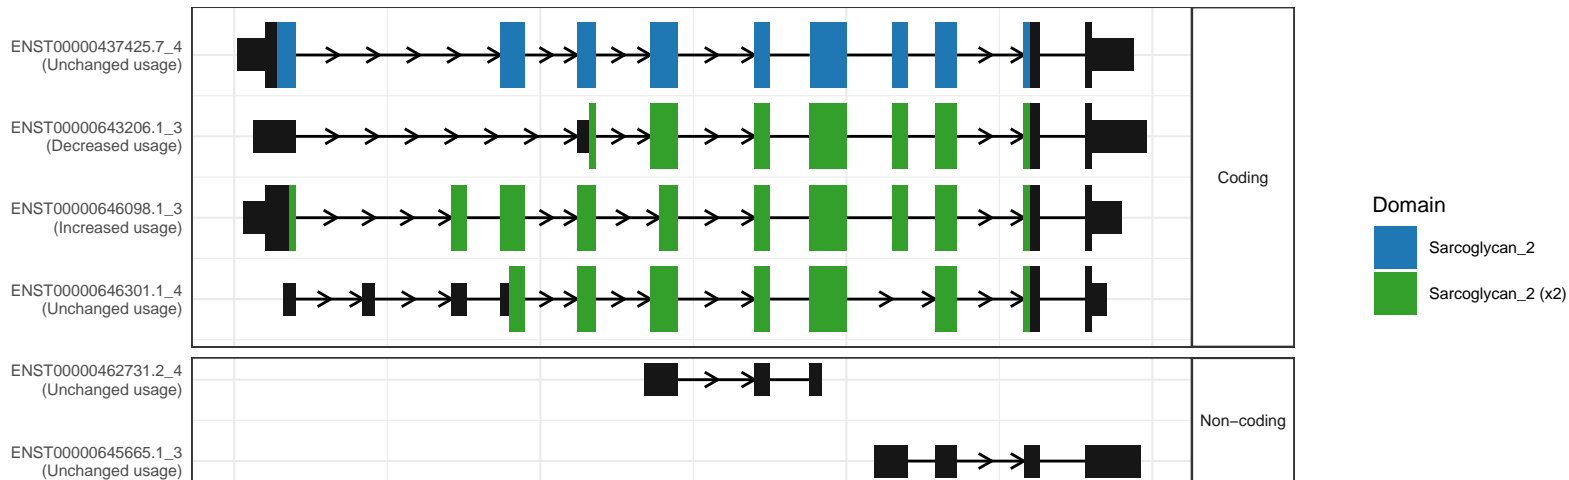 ENST00000437425.7_4
(Unchanged usage)
ENST00000643206.1_3
(Decreased usage)
ENST00000646098.1_3
(Increased usage)
ENST00000646301.1_4
(Unchanged usage)
Coding
ENST00000462731.2_4
(Unchanged usage)
ENST00000645665.1_3
(Unchanged usage)
Non−coding
Domain
Sarcoglycan_2
Sarcoglycan_2 (x2)